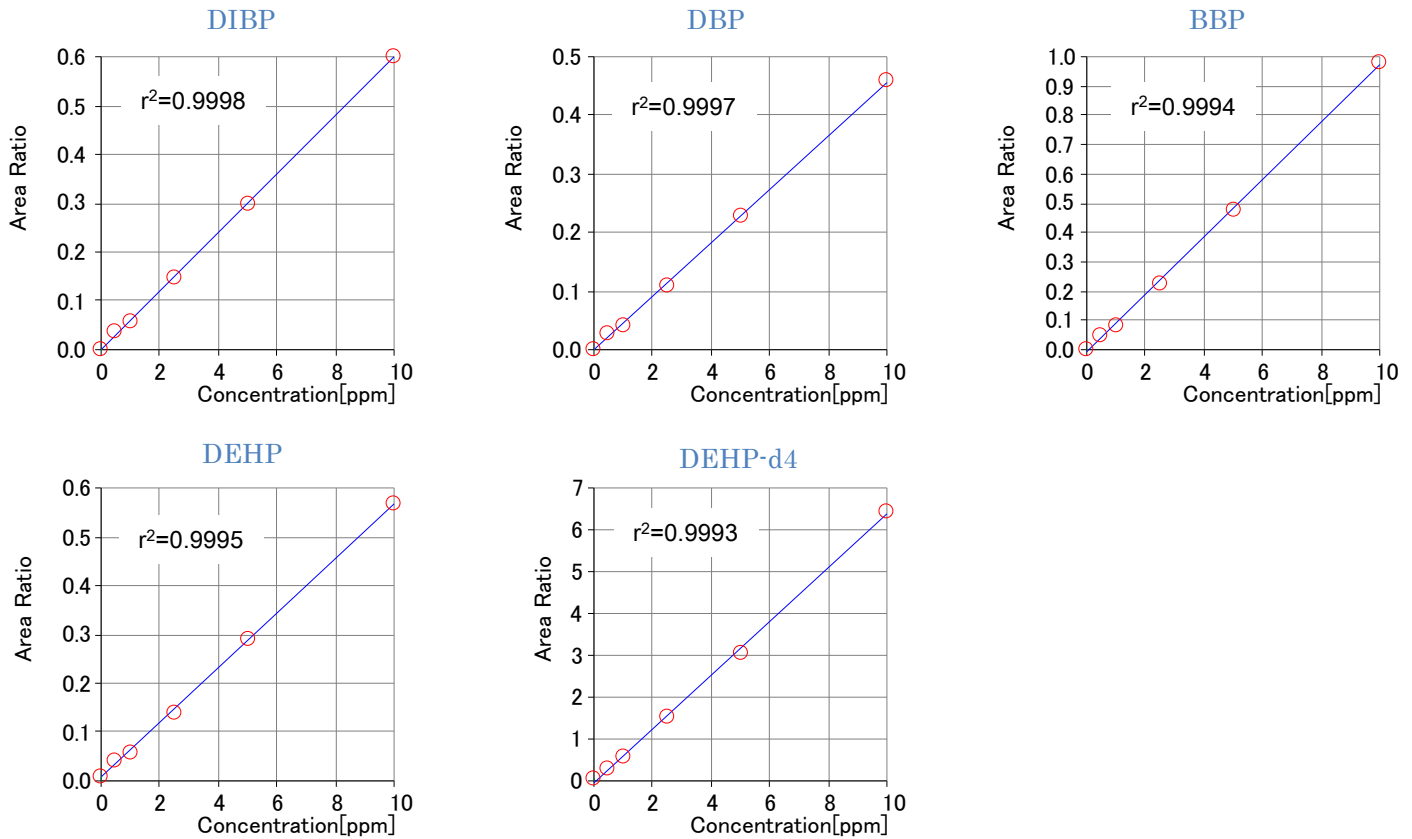 DIBP
r²=0.9998
0.6
0.5
0.4
0.3
0.2
0.1
0.0
Area Ratio
0 2 4 6 8 10
Concentration[ppm]
DBP
r²=0.9997
0.5
0.4
0.3
0.2
0.1
0.0
Area Ratio
0 2 4 6 8 10
Concentration[ppm]
BBP
r²=0.9994
1.0
0.9
0.8
0.7
0.6
0.5
0.4
0.3
0.2
0.1
0.0
Area Ratio
0 2 4 6 8 10
Concentration[ppm]
DEHP
r²=0.9995
0.6
0.5
0.4
0.3
0.2
0.1
0.0
Area Ratio
0 2 4 6 8 10
Concentration[ppm]
DEHP-d4
r²=0.9993
7
6
5
4
3
2
1
0
Area Ratio
0 2 4 6 8 10
Concentration[ppm]